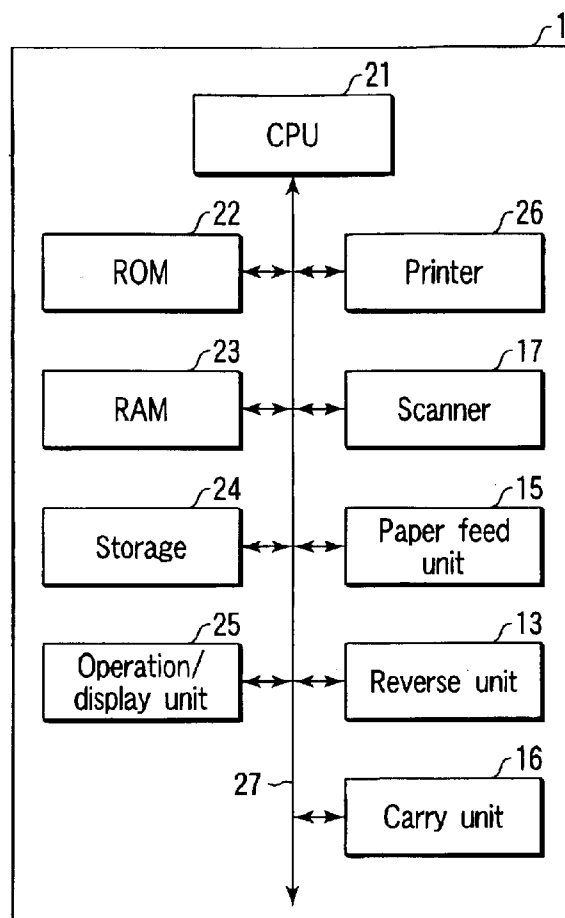 1
21
CPU
22
ROM
26
Printer
23
RAM
17
Scanner
24
Storage
15
Paper feed
unit
25
Operation/
display unit
13
Reverse unit
27
16
Carry unit